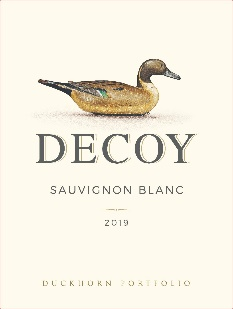 DECOY
SAUVIGNON BLANC
2019
DUCKHORN PORTFOLIO